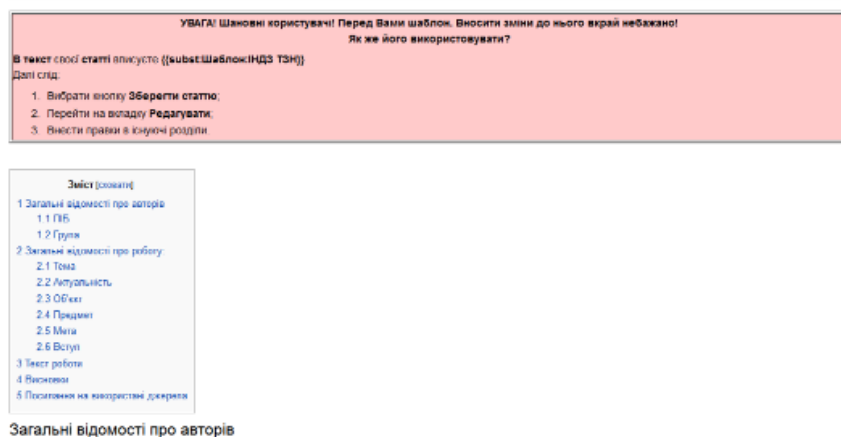 УВАГА! Шановні користувачі! Перед Вами шаблон. Вносити зміни до нього вкрай небажано!
Як же його використовувати?
В текст своєї статті вписуєте {{subst:Шаблон:ІНДЗ ТЗН}}
Далі слід:
1. Вибрати кнопку Зберегти статтю;
2. Перейти на вкладку Редагувати;
3. Внести правки в існуючі розділи.
Зміст [сховати]
1 Загальні відомості про авторів
1.1 ПІБ
1.2 Група
2 Загальні відомості про роботу:
2.1 Тема
2.2 Актуальність
2.3 Об'єкт
2.4 Предмет
2.5 Мета
2.6 Вступ
3 Текст роботи
4 Висновки
5 Посилання на використані джерела
Загальні відомості про авторів